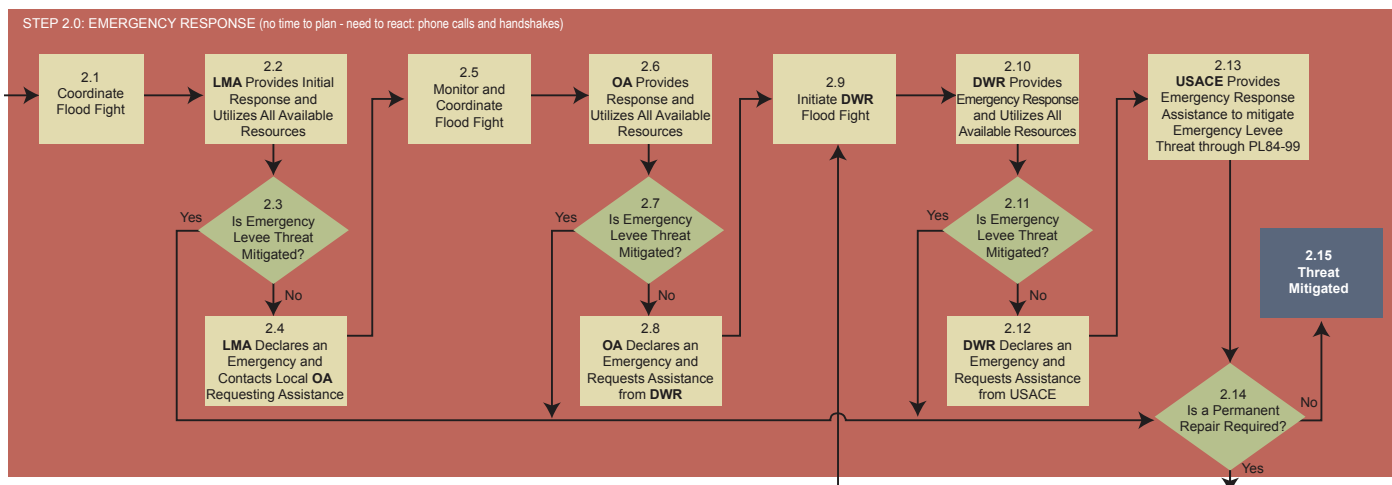 STEP 2.0: EMERGENCY RESPONSE (no time to plan - need to react: phone calls and handshakes)
2.1
Coordinate
Flood Fight
2.2
LMA Provides Initial
Response and
Utilizes All Available
Resources
2.3
Is Emergency
Levee Threat
Mitigated?
Yes
No
2.4
LMA Declares an
Emergency and
Contacts Local OA
Requesting Assistance
2.5
Monitor and
Coordinate
Flood Fight
2.6
OA Provides
Response and
Utilizes All Available
Resources
2.7
Is Emergency
Levee Threat
Mitigated?
Yes
No
2.8
OA Declares an
Emergency and
Requests Assistance
from DWR
2.9
Initiate DWR
Flood Fight
2.10
DWR Provides
Emergency Response
and Utilizes All
Available Resources
2.11
Is Emergency
Levee Threat
Mitigated?
Yes
No
2.12
DWR Declares an
Emergency and
Requests Assistance
from USACE
2.13
USACE Provides
Emergency Response
Assistance to mitigate
Emergency Levee
Threat through PL84-99
2.14
Is a Permanent
Repair Required?
No
Yes
2.15
Threat
Mitigated